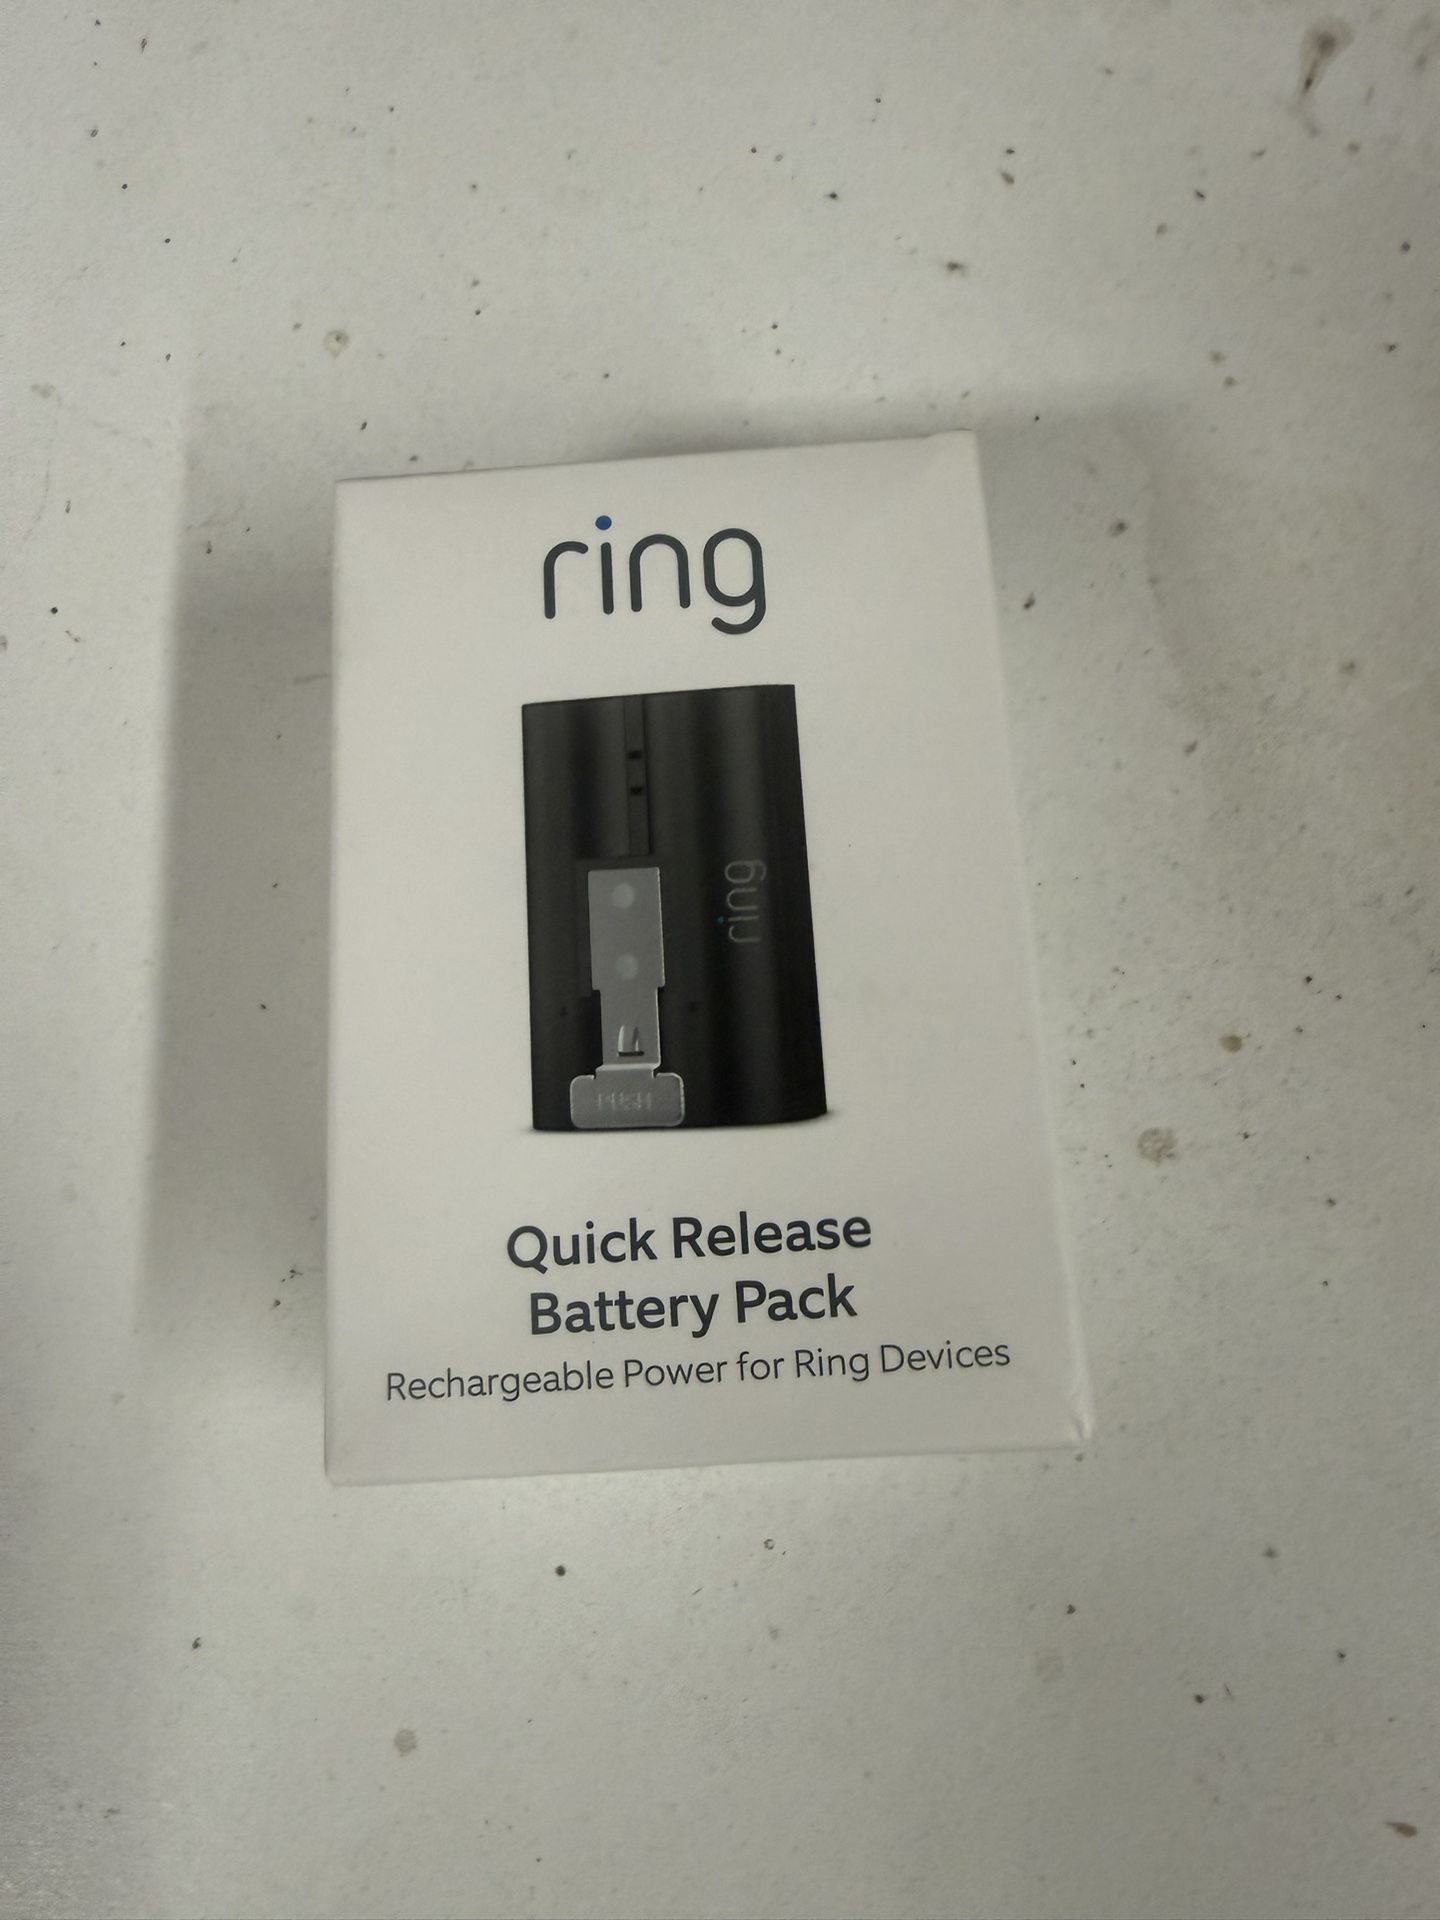 ring
ring
PUSH
Quick Release
Battery Pack
Rechargeable Power for Ring Devices